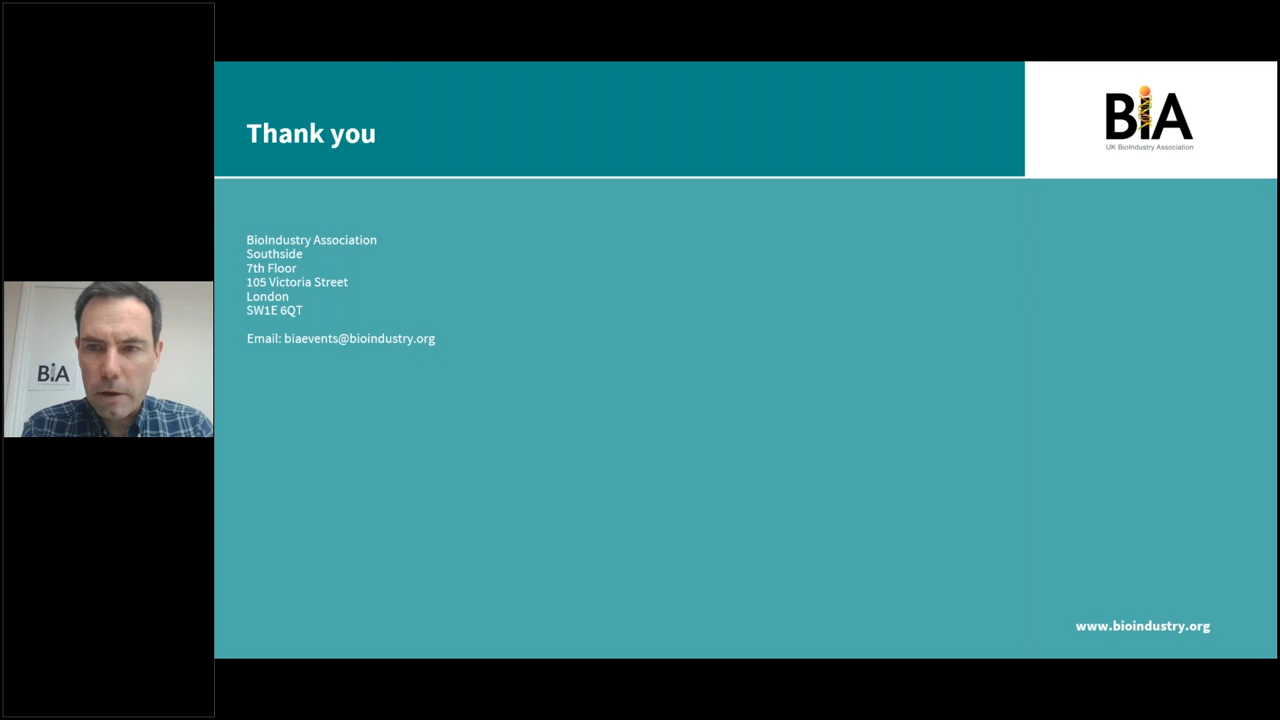 Thank you
BIA
UK BioIndustry Association
BioIndustry Association
Southside
7th Floor
105 Victoria Street
London
SW1E 6QT
Email: biaevents@bioindustry.org
BIA
www.bioindustry.org